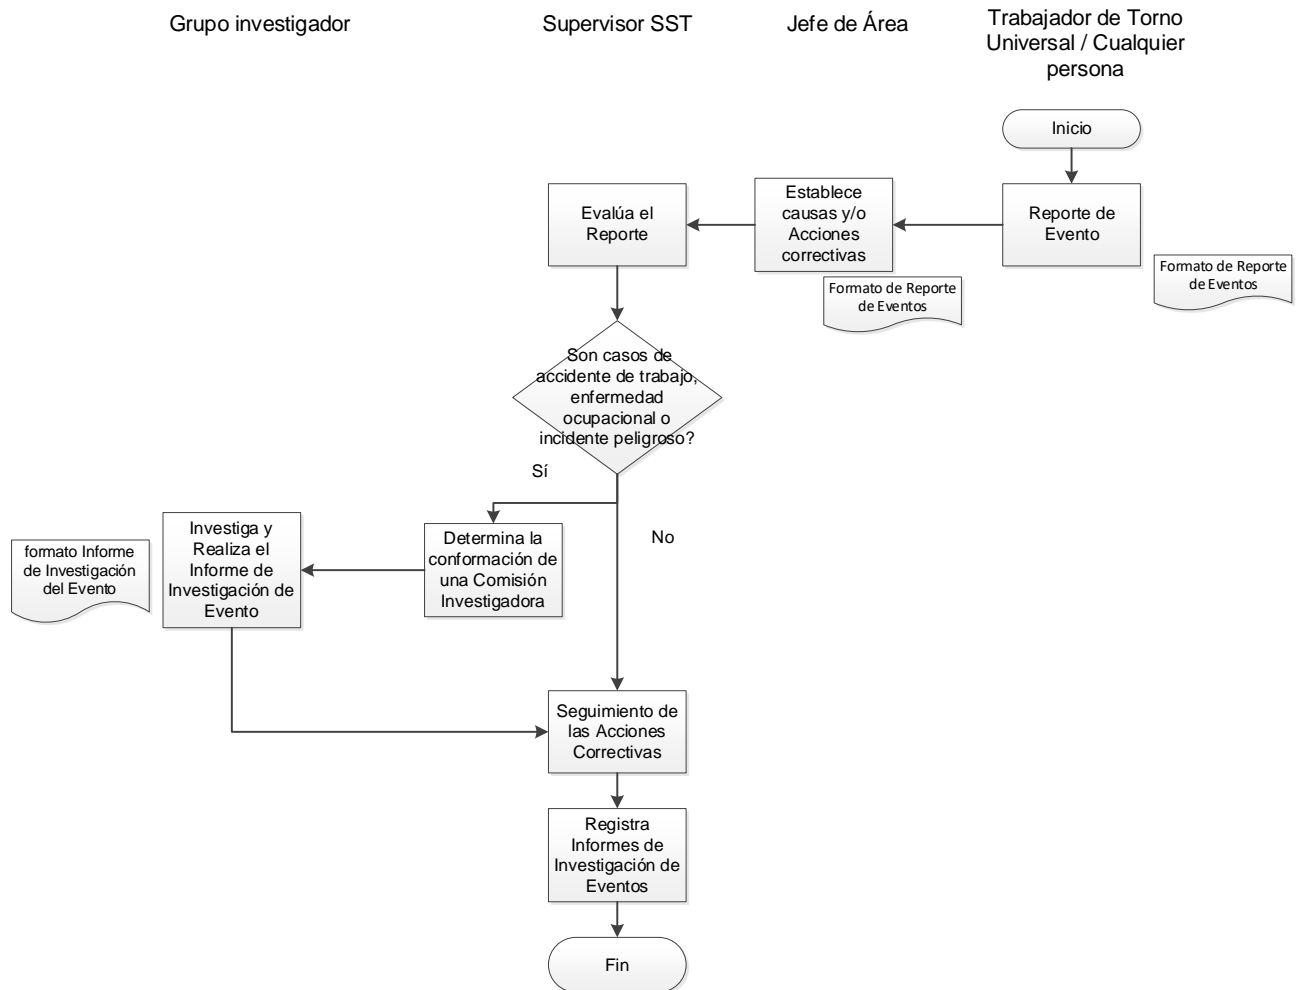 Grupo investigador
Supervisor SST
Jefe de Área
Trabajador de Torno
Universal / Cualquier
persona
Inicio
Reporte de
Evento
Formato de Reporte
de Eventos
Establece
causas y/o
Acciones
correctivas
Formato de Reporte
de Eventos
Evalúa el
Reporte
Son casos de
accidente de trabajo,
enfermedad
ocupacional o
incidente peligroso?
Sí
No
Determina la
conformación de
una Comisión
Investigadora
Investiga y
Realiza el
Informe de
Investigación de
Evento
formato Informe
de Investigación
del Evento
Seguimiento de
las Acciones
Correctivas
Registra
Informes de
Investigación de
Eventos
Fin